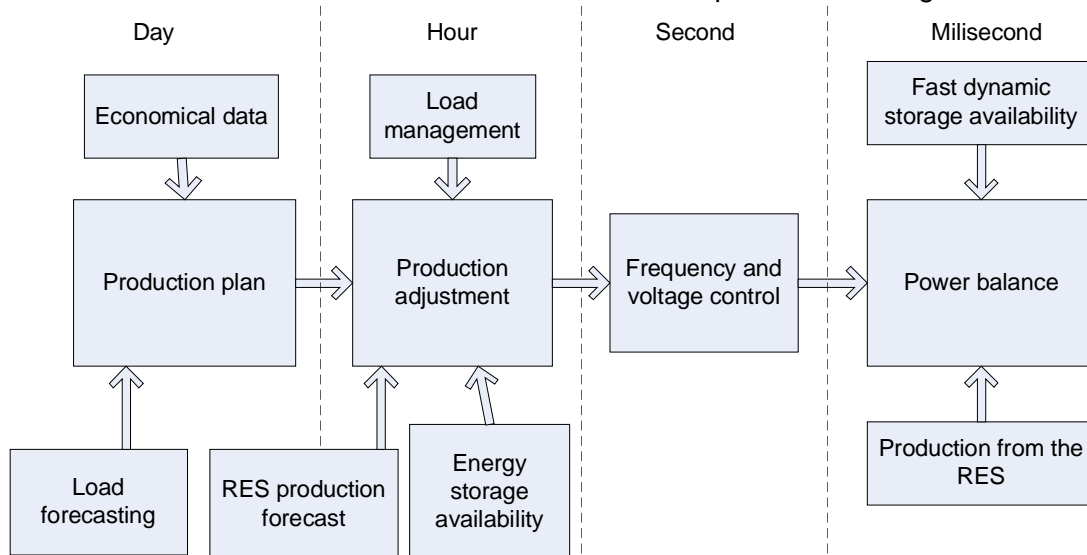 Day
Hour
Second
Milisecond
Economical data
Load
management
Fast dynamic
storage availability
Production plan
Production
adjustment
Frequency and
voltage control
Power balance
Load
forecasting
RES production
forecast
Energy
storage
availability
Production from the
RES